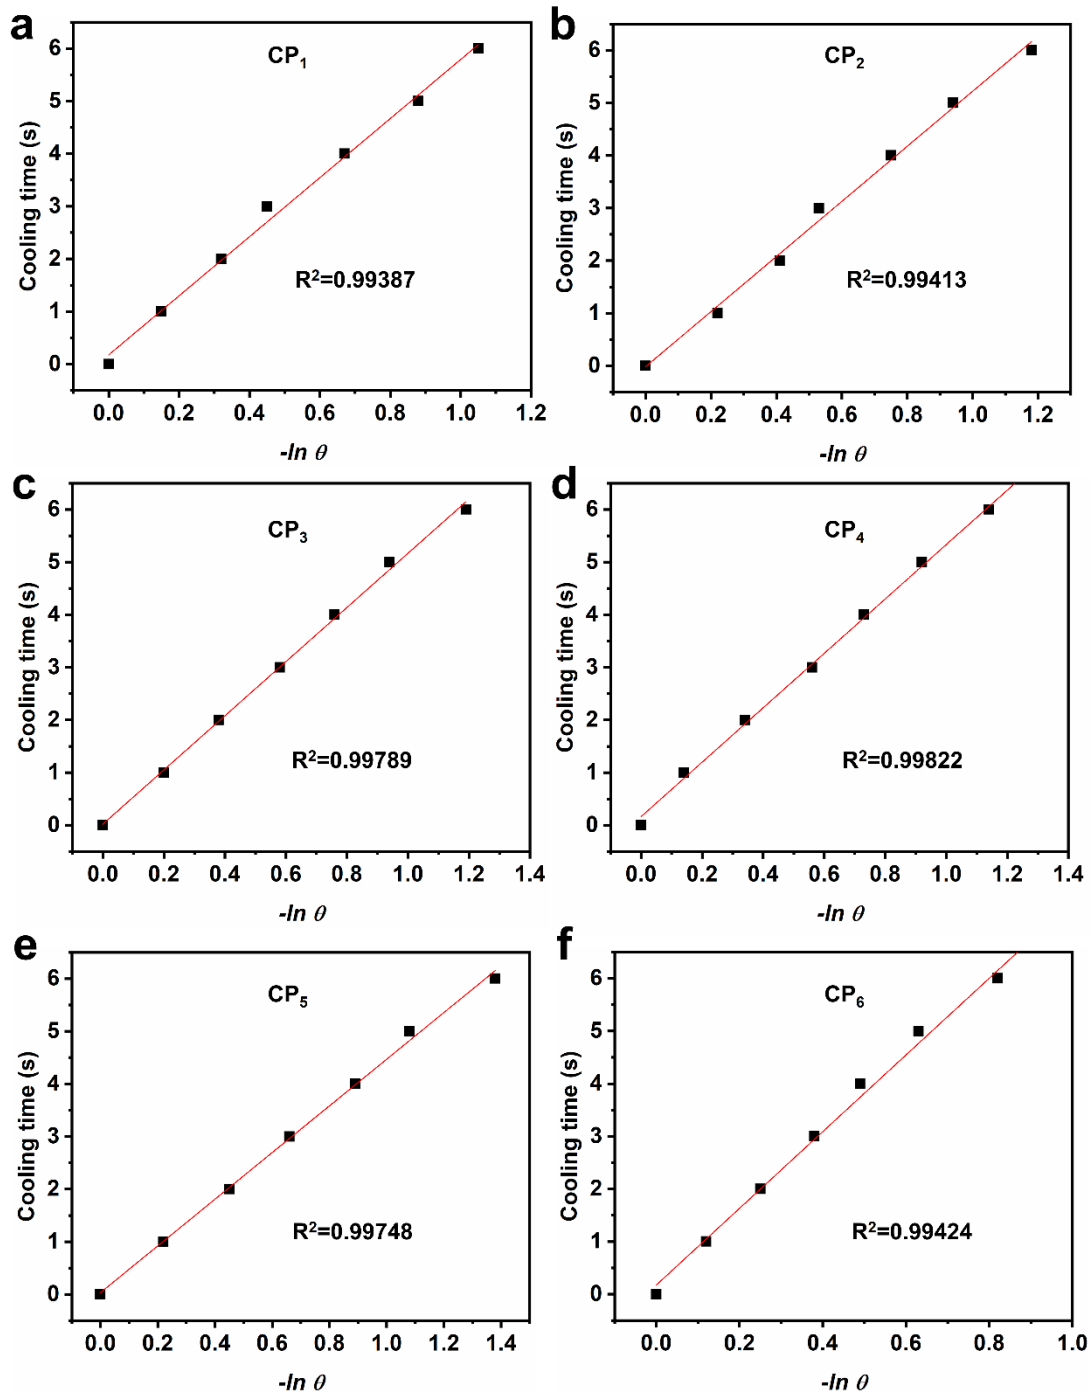 a
CP₁
R²=0.99387
Cooling time (s)
6
5
4
3
2
1
0
0.0 0.2 0.4 0.6 0.8 1.0 1.2
-ln θ
b
CP₂
R²=0.99413
Cooling time (s)
6
5
4
3
2
1
0
0.0 0.2 0.4 0.6 0.8 1.0 1.2
-ln θ
c
CP₃
R²=0.99789
Cooling time (s)
6
5
4
3
2
1
0
0.0 0.2 0.4 0.6 0.8 1.0 1.2 1.4
-ln θ
d
CP₄
R²=0.99822
Cooling time (s)
6
5
4
3
2
1
0
0.0 0.2 0.4 0.6 0.8 1.0 1.2 1.4
-ln θ
e
CP₅
R²=0.99748
Cooling time (s)
6
5
4
3
2
1
0
0.0 0.2 0.4 0.6 0.8 1.0 1.2 1.4
-ln θ
f
CP₆
R²=0.99424
Cooling time (s)
6
5
4
3
2
1
0
0.0 0.2 0.4 0.6 0.8 1.0
-ln θ